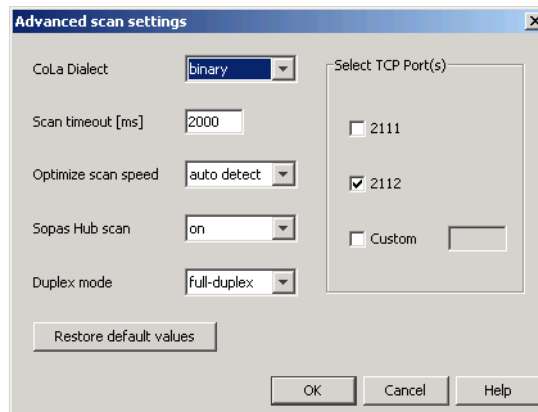 Advanced scan settings
CoLa Dialect
binary
Select TCP Port(s)
Scan timeout [ms]
2000
2111
Optimize scan speed
auto detect
2112
Sopas Hub scan
on
Custom
Duplex mode
full-duplex
Restore default values
OK
Cancel
Help